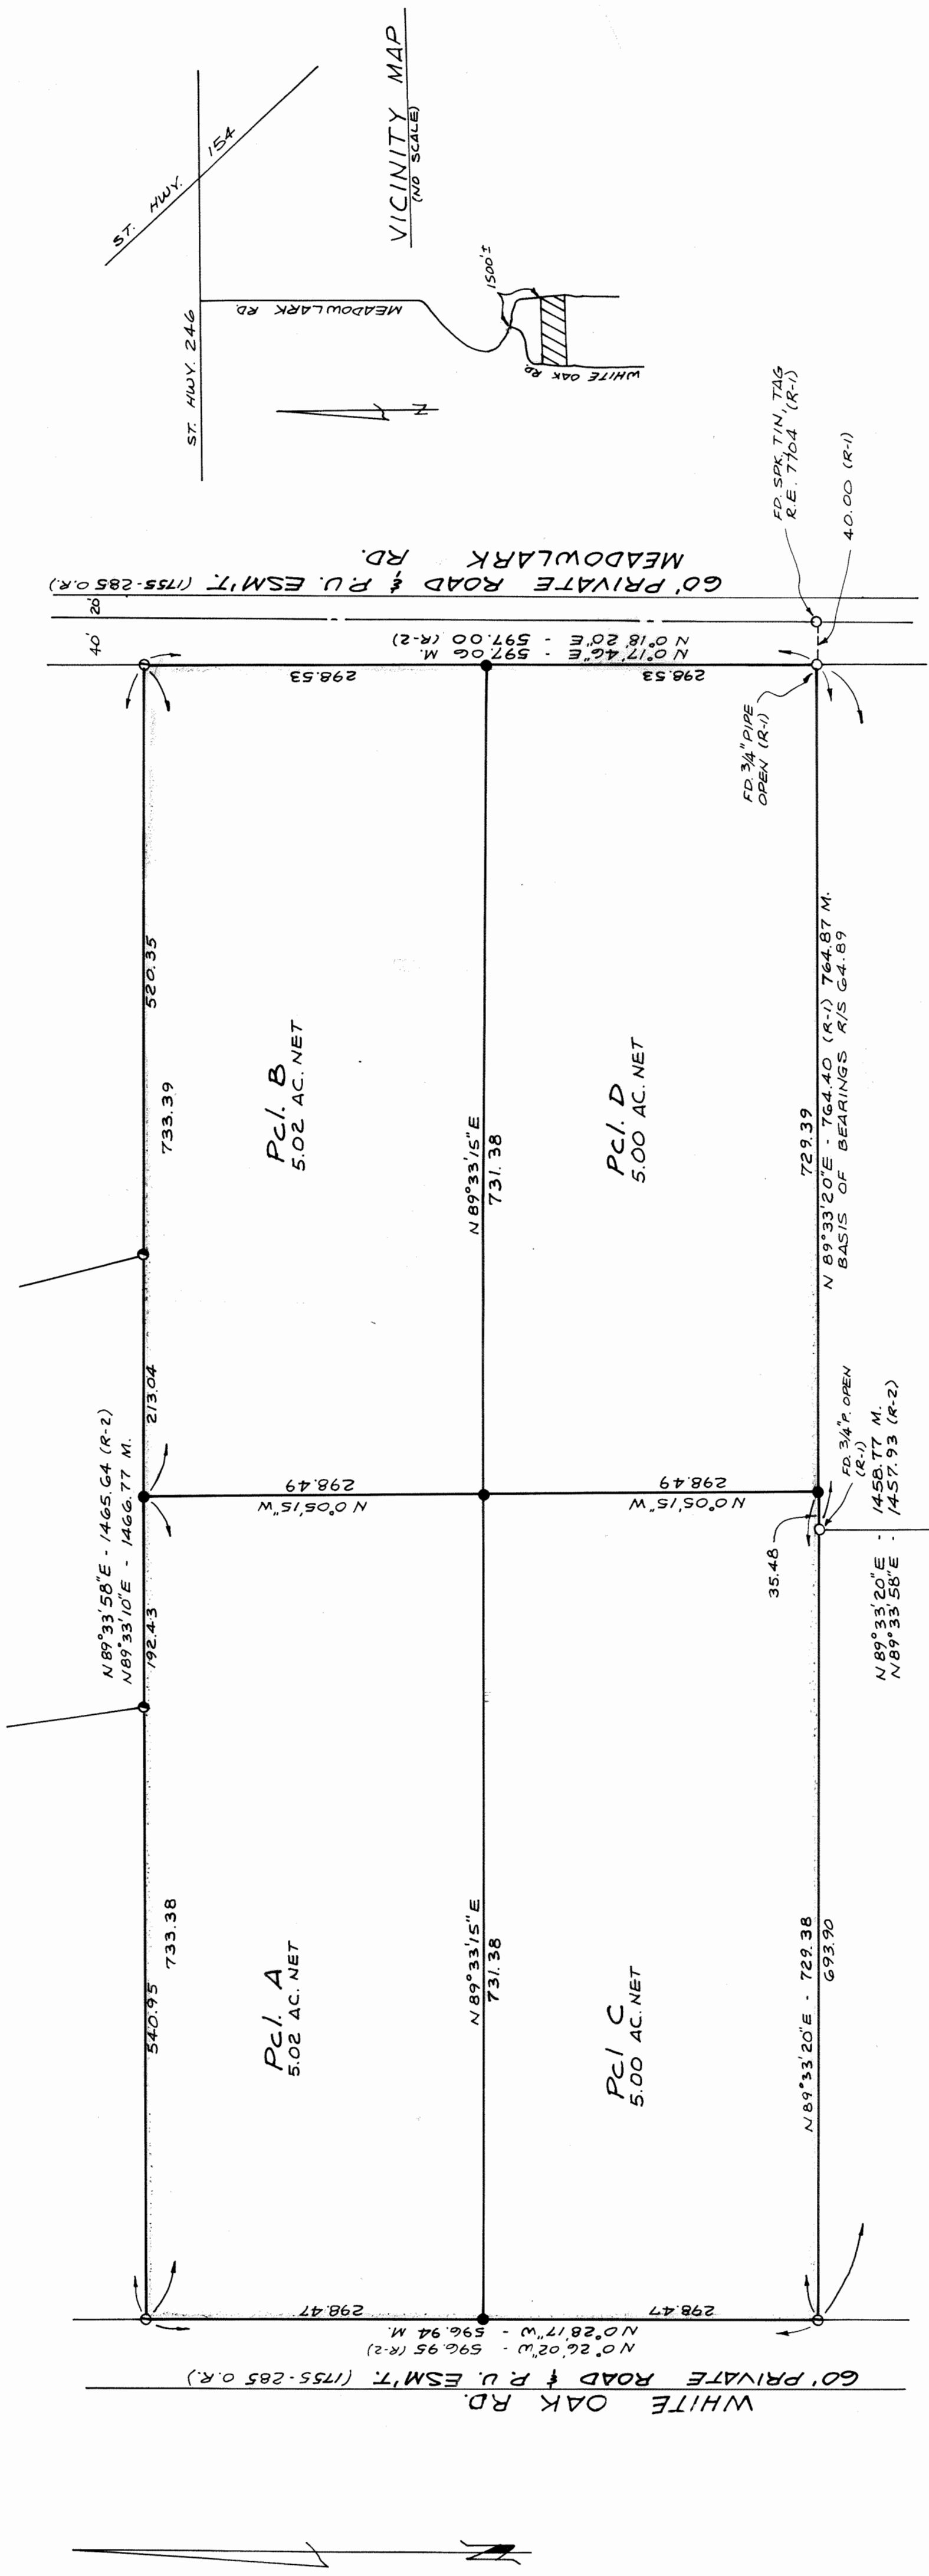 ST. HWY. 154
ST. HWY. 246
MEADOWLARK RD.
VICINITY MAP
(NO SCALE)
1500'±
WHITE OAK RD.
N
60' PRIVATE ROAD & P.U. ESM'T. (1755-285 O.R.)
MEADOWLARK RD.
40'
20'
N 0°18'20"E - 597.00 (R-2)
N 0°17'46"E - 597.06 M.
298.53
298.53
FD. SPK, TIN, TAG
R.E. 7704 (R-1)
40.00 (R-1)
FD. 3/4" PIPE
OPEN (R-1)
N89°33'58"E - 1465.64 (R-2)
N89°33'10"E - 1466.77 M.
540.95
192.43
213.04
520.35
733.38
733.39
Pcl. A
5.02 AC. NET
Pcl. B
5.02 AC. NET
N 0°05'15"W
298.49
N 89°33'15"E
731.38
N 89°33'15"E
731.38
Pcl C
5.00 AC. NET
Pcl. D
5.00 AC. NET
N 0°05'15"W
298.49
N 89°33'20"E - 729.38
693.90
35.48
FD. 3/4" P. OPEN
(R-1)
729.39
N 89°33'20"E - 764.40 (R-1) 764.87 M.
BASIS OF BEARINGS R/S 64.89
N 89°33'20"E - 1458.77 M.
N 89°33'58"E - 1457.93 (R-2)
298.47
298.47
N 0°28'17"W - 596.94 M.
N 0°26'02"W - 596.95 (R-2)
60' PRIVATE ROAD & P.U. ESM'T. (1755-285 O.R.)
WHITE OAK RD.
N